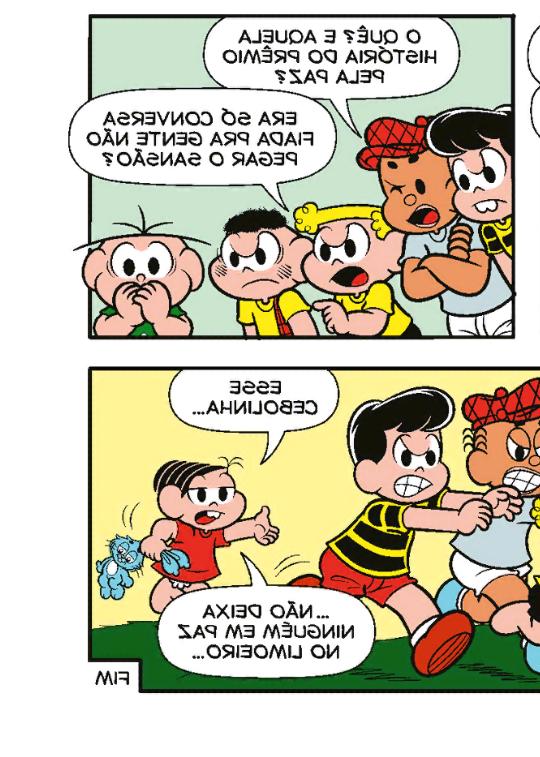 O QUÊ? E AQUELA
HISTÓRIA DO PRÊMIO
PELA PAZ?
ERA SÓ CONVERSA
FIADA PRA GENTE NÃO
PEGAR O SANSÃO?
ESSE
CEBOLINHA...
...NÃO DEIXA
NINGUÉM EM PAZ
NO LIMOEIRO...
FIM